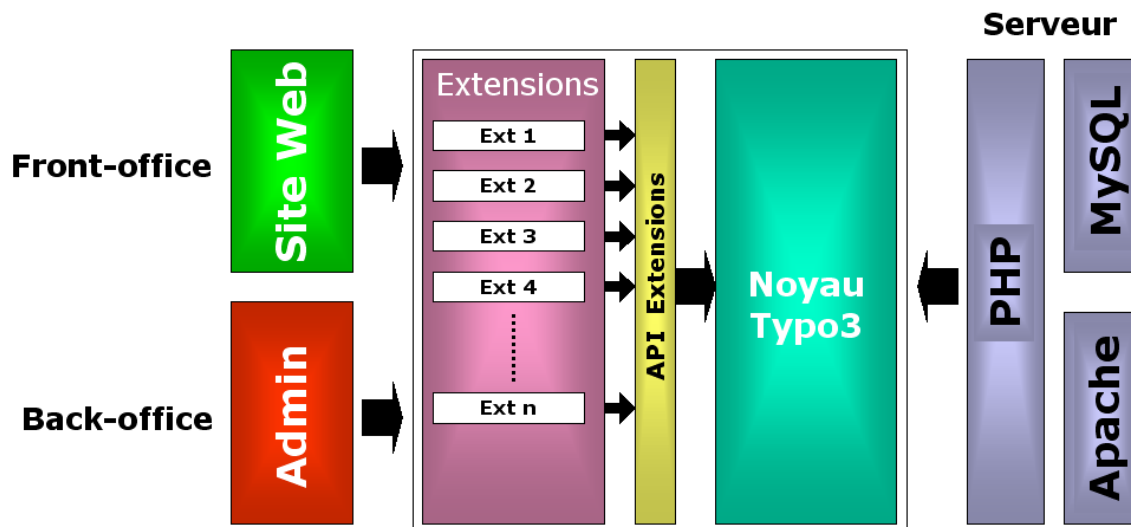 Serveur
Front-office
Site Web
Extensions
Ext 1
Ext 2
Ext 3
Ext 4
Ext n
API Extensions
Noyau
Typo3
PHP
MySQL
Back-office
Admin
Apache